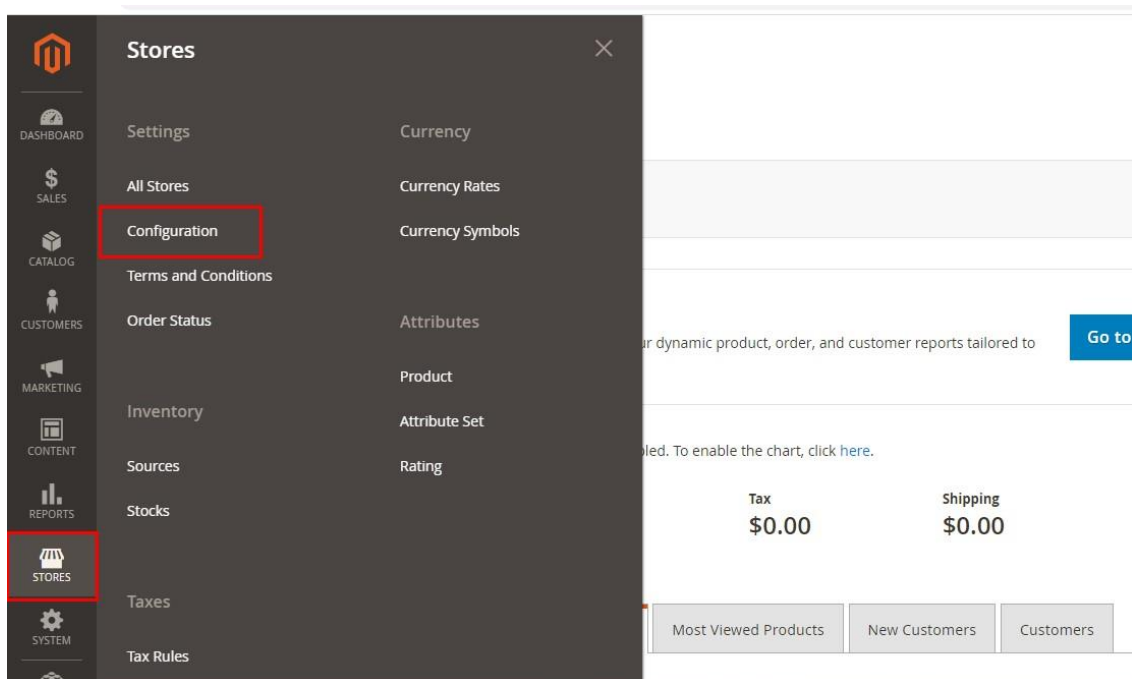 DASHBOARD
SALES
CATALOG
CUSTOMERS
MARKETING
CONTENT
REPORTS
STORES
SYSTEM
Stores
Settings
All Stores
Configuration
Terms and Conditions
Order Status
Inventory
Sources
Stocks
Taxes
Tax Rules
Currency
Currency Rates
Currency Symbols
Attributes
Product
Attribute Set
Rating
dynamic product, order, and customer reports tailored to
Go to
To enable the chart, click here.
Tax
$0.00
Shipping
$0.00
Most Viewed Products
New Customers
Customers